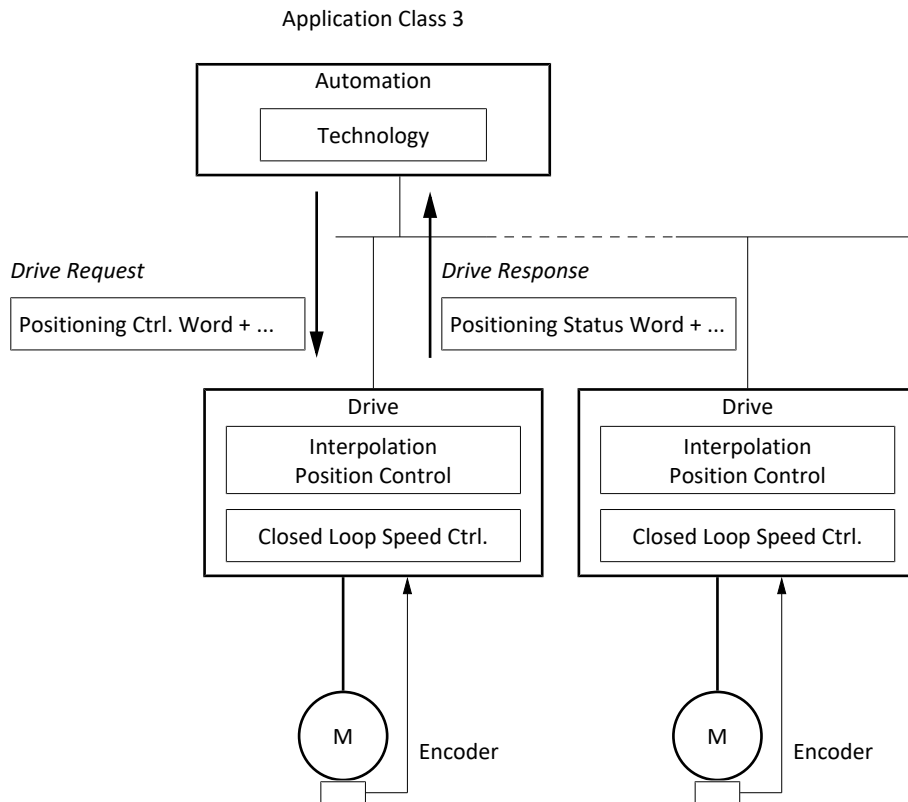 Application Class 3
Automation
Technology
Drive Request
Positioning Ctrl. Word + ...
Drive Response
Positioning Status Word + ...
Drive
Interpolation
Position Control
Closed Loop Speed Ctrl.
Drive
Interpolation
Position Control
Closed Loop Speed Ctrl.
M
Encoder
M
Encoder